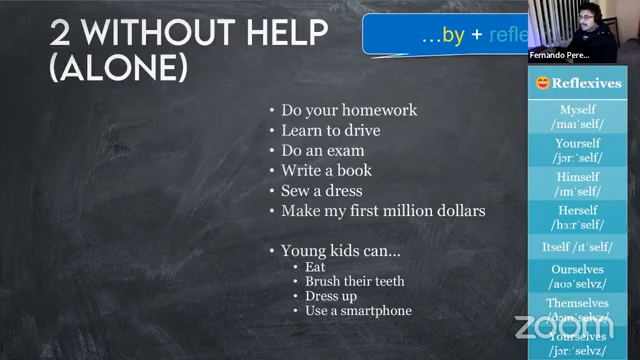 2 WITHOUT HELP
(ALONE)
...by + refle
Fernando Pere...
• Do your homework
• Learn to drive
• Do an exam
• Write a book
• Sew a dress
• Make my first million dollars
• Young kids can...
• Eat
• Brush their teeth
• Dress up
• Use a smartphone
Reflexives
Myself
/maɪˈself/
Yourself
/jərːˈself/
Himself
/ɪmˈself/
Herself
/hɜːrˈself/
Itself /ɪtˈself/
Ourselves
/aʊəˈselvz/
Themselves
/ðəmˈselvz/
Yourselves
/jərːˈselvz/
zoom